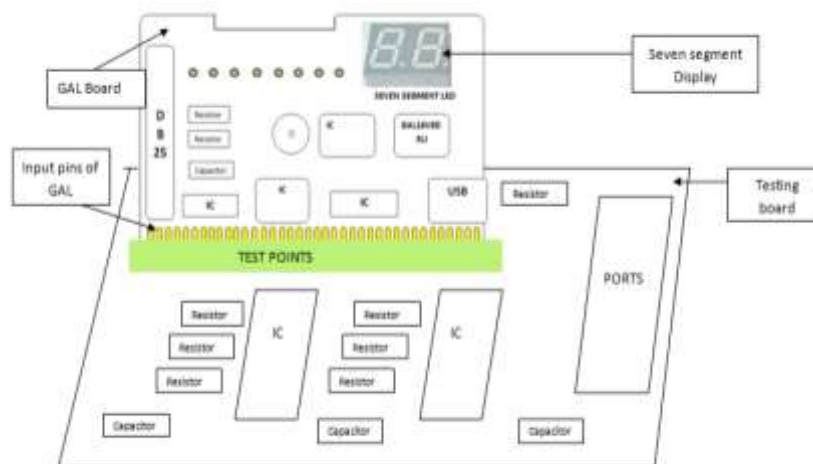 SEVEN SEGMENT LED
Seven segment
Display
GAL Board
D
B
25
Resistor
Resistor
Capacitor
IC
IC
IC
IC
USB
Input pins of
GAL
Resistor
Testing
board
TEST POINTS
PORTS
Resistor
Resistor
Resistor
IC
Resistor
Resistor
Resistor
IC
Capacitor
Capacitor
Capacitor